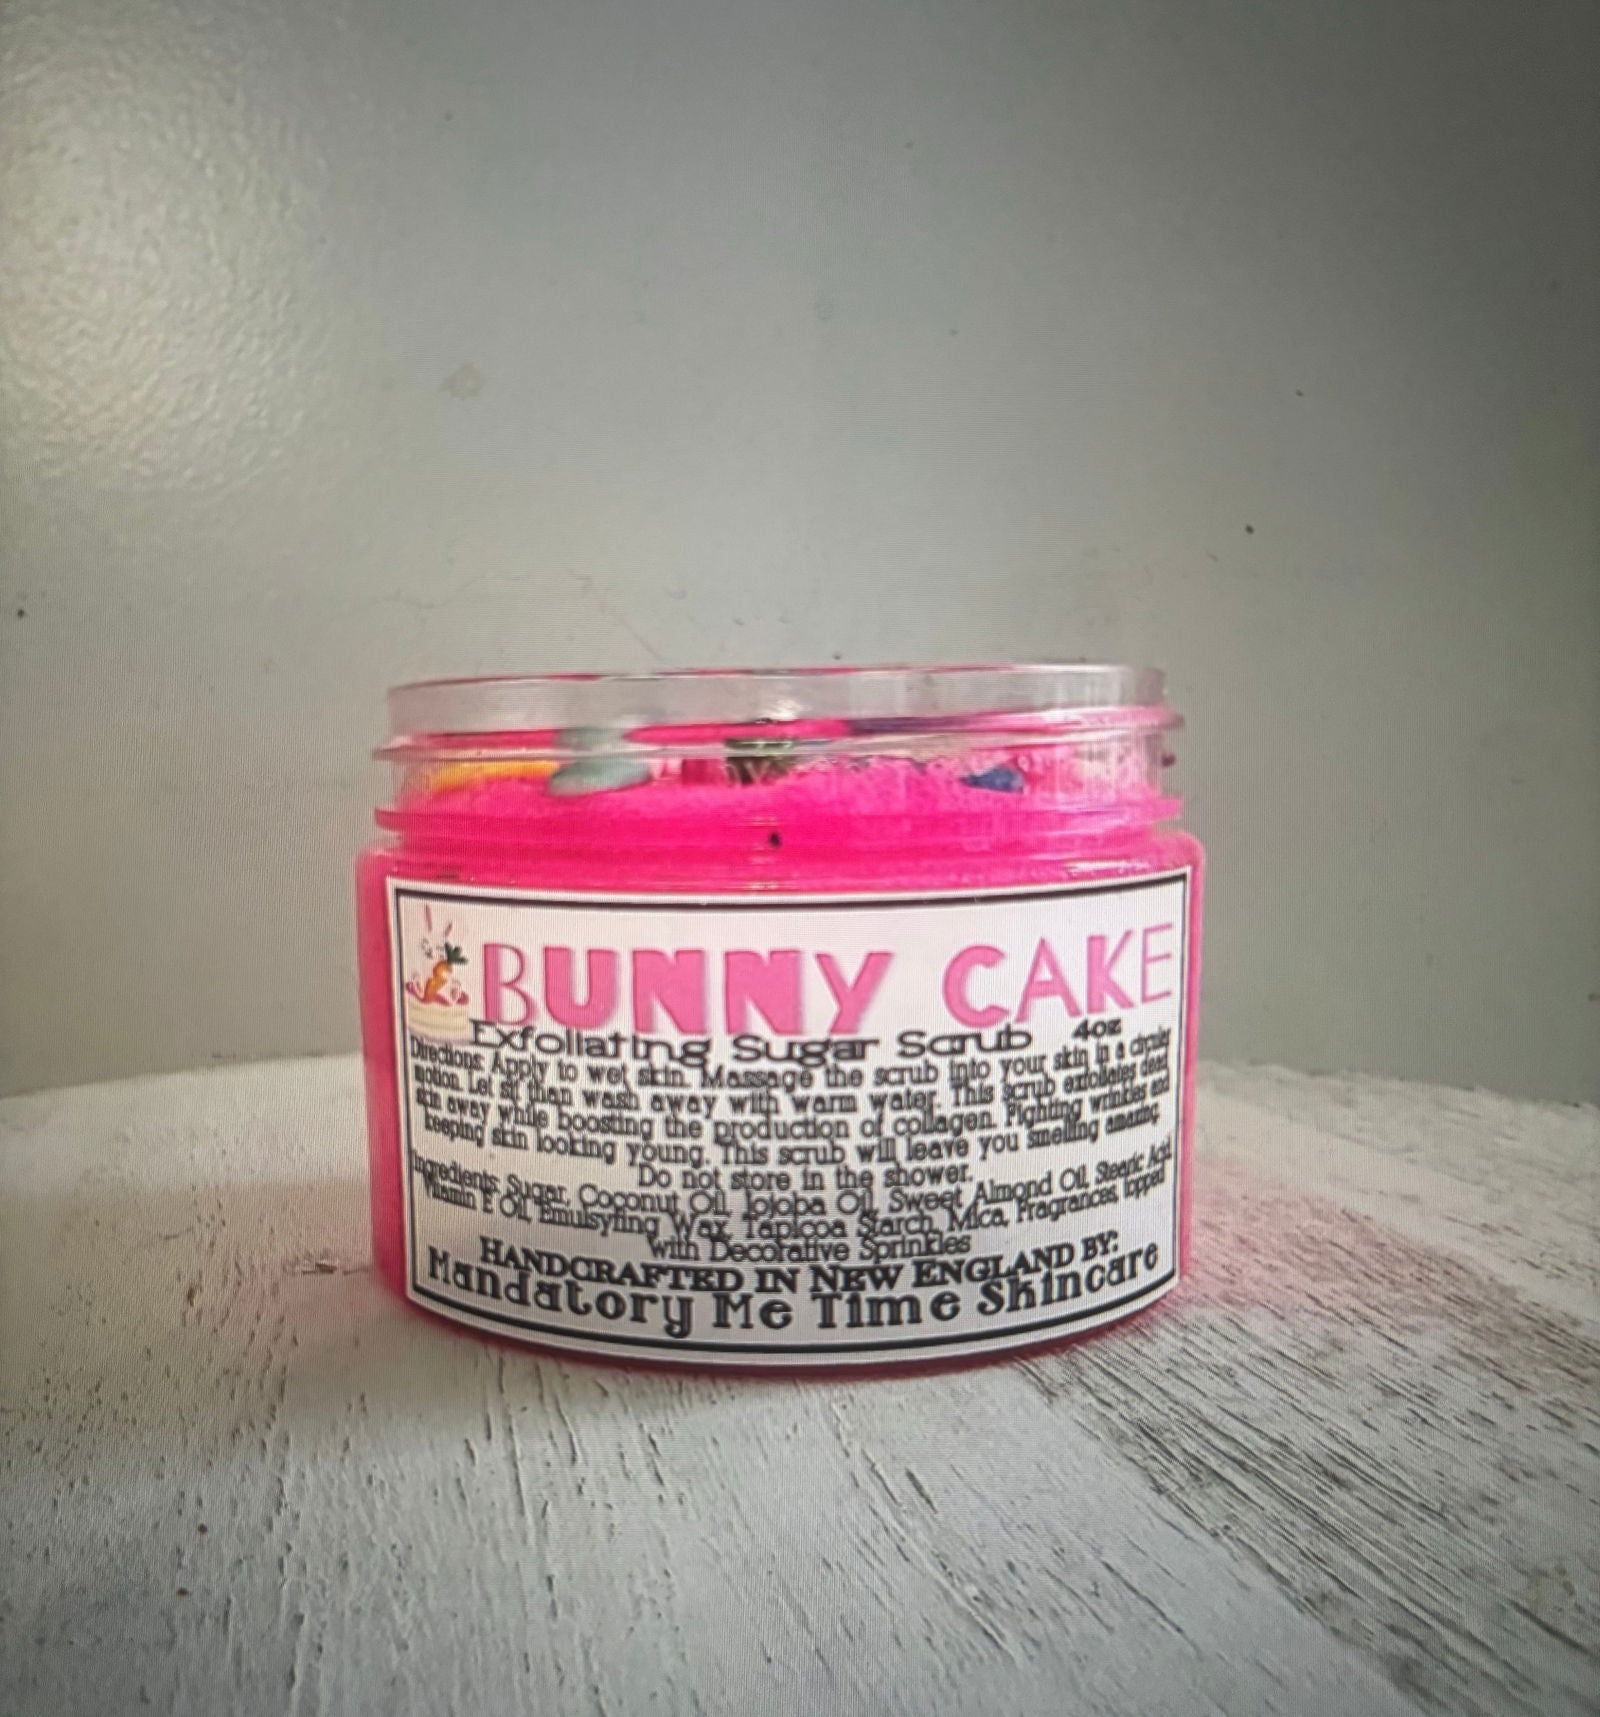 BUNNY CAKE
Exfoliating Sugar Scrub 4oz
Directions: Apply to wet skin. Massage the scrub into your skin in a circular
motion. Let sit than wash away with warm water. This scrub exfoliates dead
skin away while boosting the production of collagen. Fighting wrinkles and
keeping skin looking young. This scrub will leave you smelling amazing.
Do not store in the shower.
Ingredients: Sugar, Coconut Oil, Jojoba Oil, Sweet Almond Oil, Stearic Acid
Vitamin E Oil, Emulsyfing Wax, Tapicoa Starch, Mica, Fragrances, topped
with Decorative Sprinkles
HANDCRAFTED IN NEW ENGLAND BY:
Mandatory Me Time Skincare